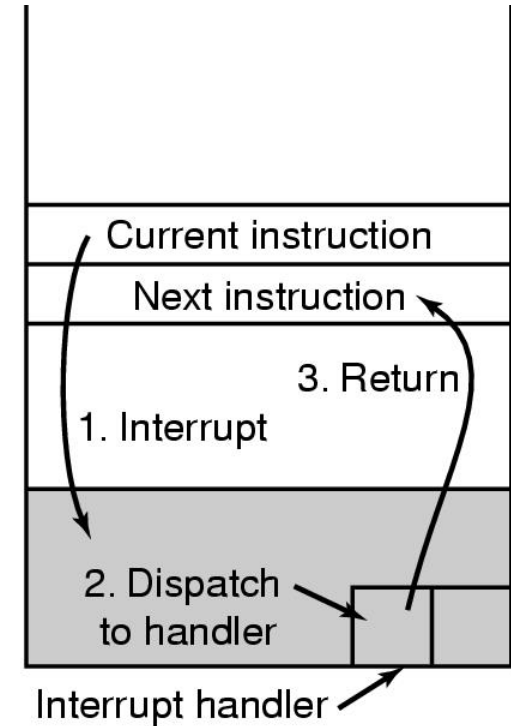 Current instruction
Next instruction
3. Return
1. Interrupt
2. Dispatch
to handler
Interrupt handler